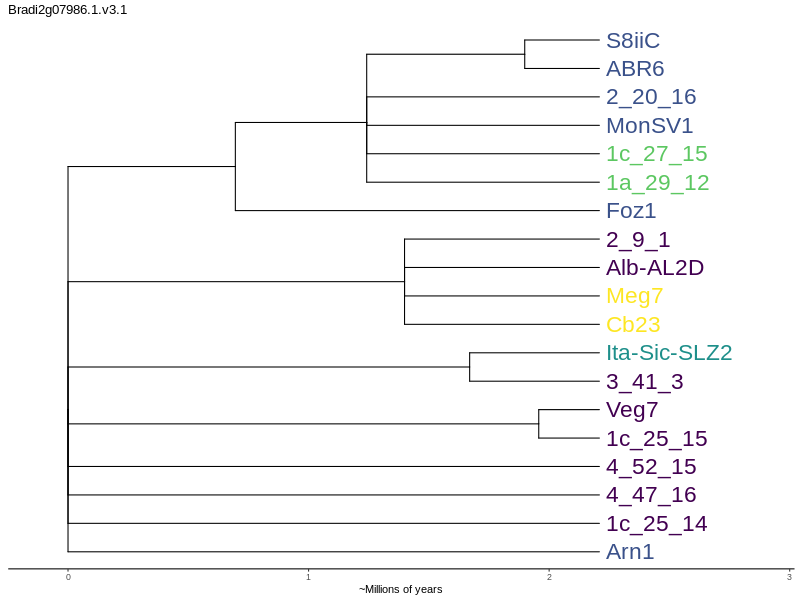 Bradi2g07986.1.v3.1
S8iiC
ABR6
2_20_16
MonSV1
1c_27_15
1a_29_12
Foz1
2_9_1
Alb-AL2D
Meg7
Cb23
Ita-Sic-SLZ2
3_41_3
Veg7
1c_25_15
4_52_15
4_47_16
1c_25_14
Arn1
0 1 2 3
~Millions of years